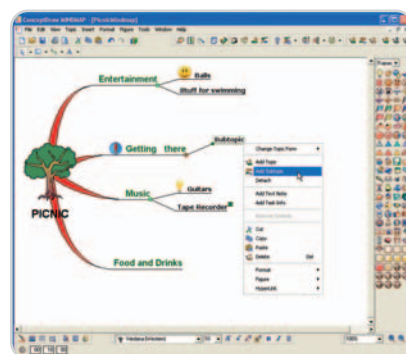 ConceptDraw MINDMAP - [PicnicMindmap]
File Edit View Topic Insert Format Figure Tools Window Help
Entertainment
Balls
Stuff for swimming
Getting there
Subtopic
Music
Guitars
Tape Recorder
PICNIC
Food and Drinks
Change Topic Form
Add Topic
Add Subtopic
Detach
Add Text Note
Add Task Info
Cut
Copy
Paste
Delete Del
Format
Figure
Hyperlink
100%